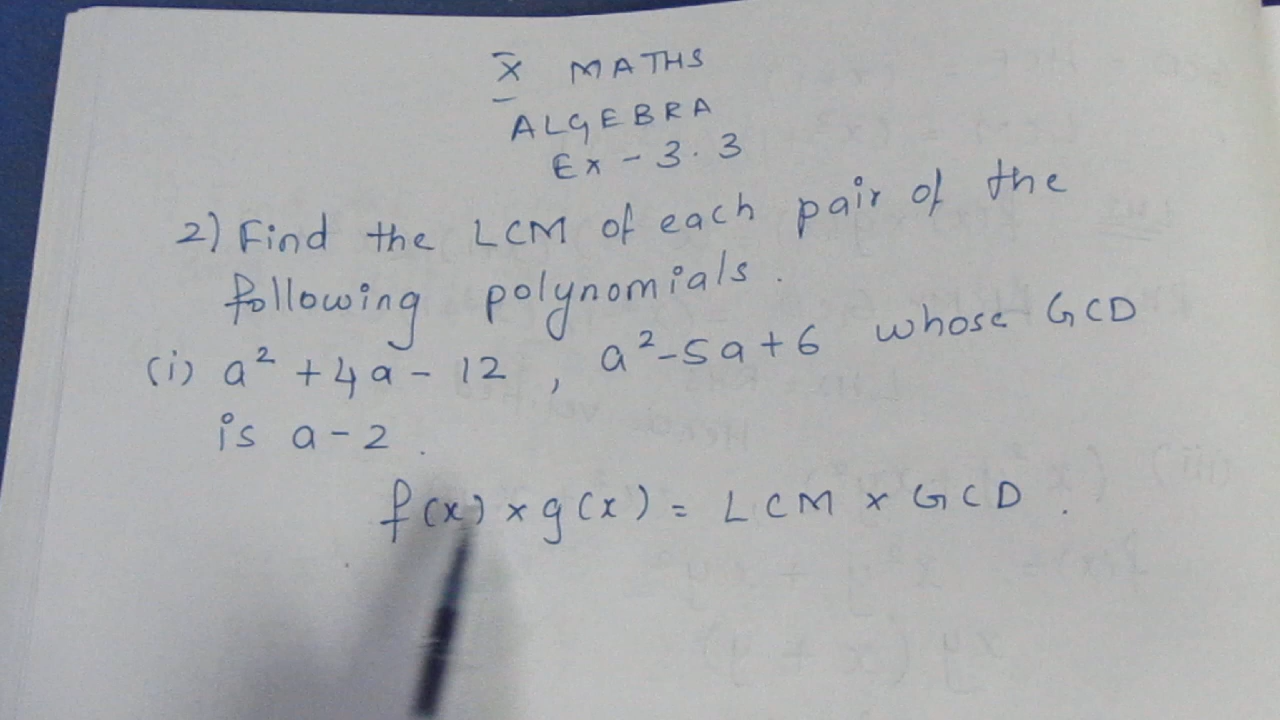 X MATHS
ALGEBRA
Ex - 3.3
2) Find the LCM of each pair of the
following polynomials.
(i) a² + 4a - 12 , a² - 5a + 6 whose GCD
is a - 2.
f(x) × g(x) = LCM × GCD.